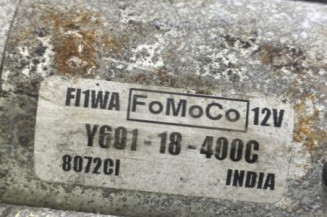 FI1WA FoMoCo 12V
Y601-18-400C
8072CI INDIA